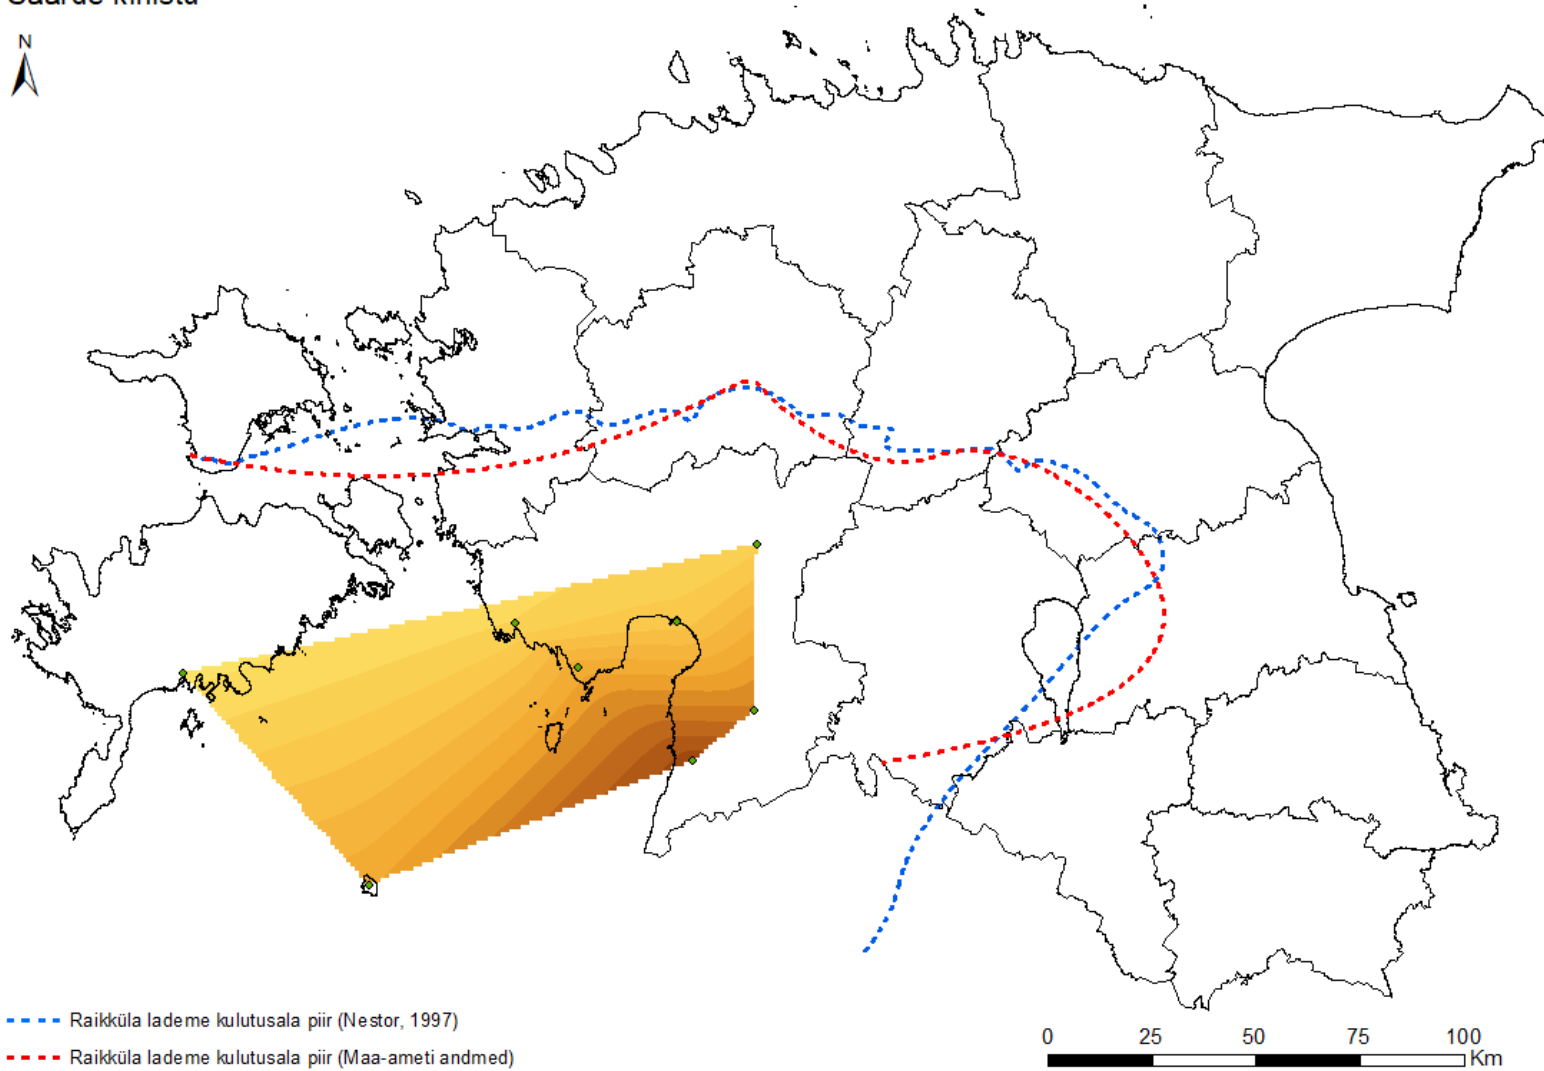 N
Raikküla lademe kulutusala piir (Nestor, 1997)
Raikküla lademe kulutusala piir (Maa-ameti andmed)
0 25 50 75 100
Km